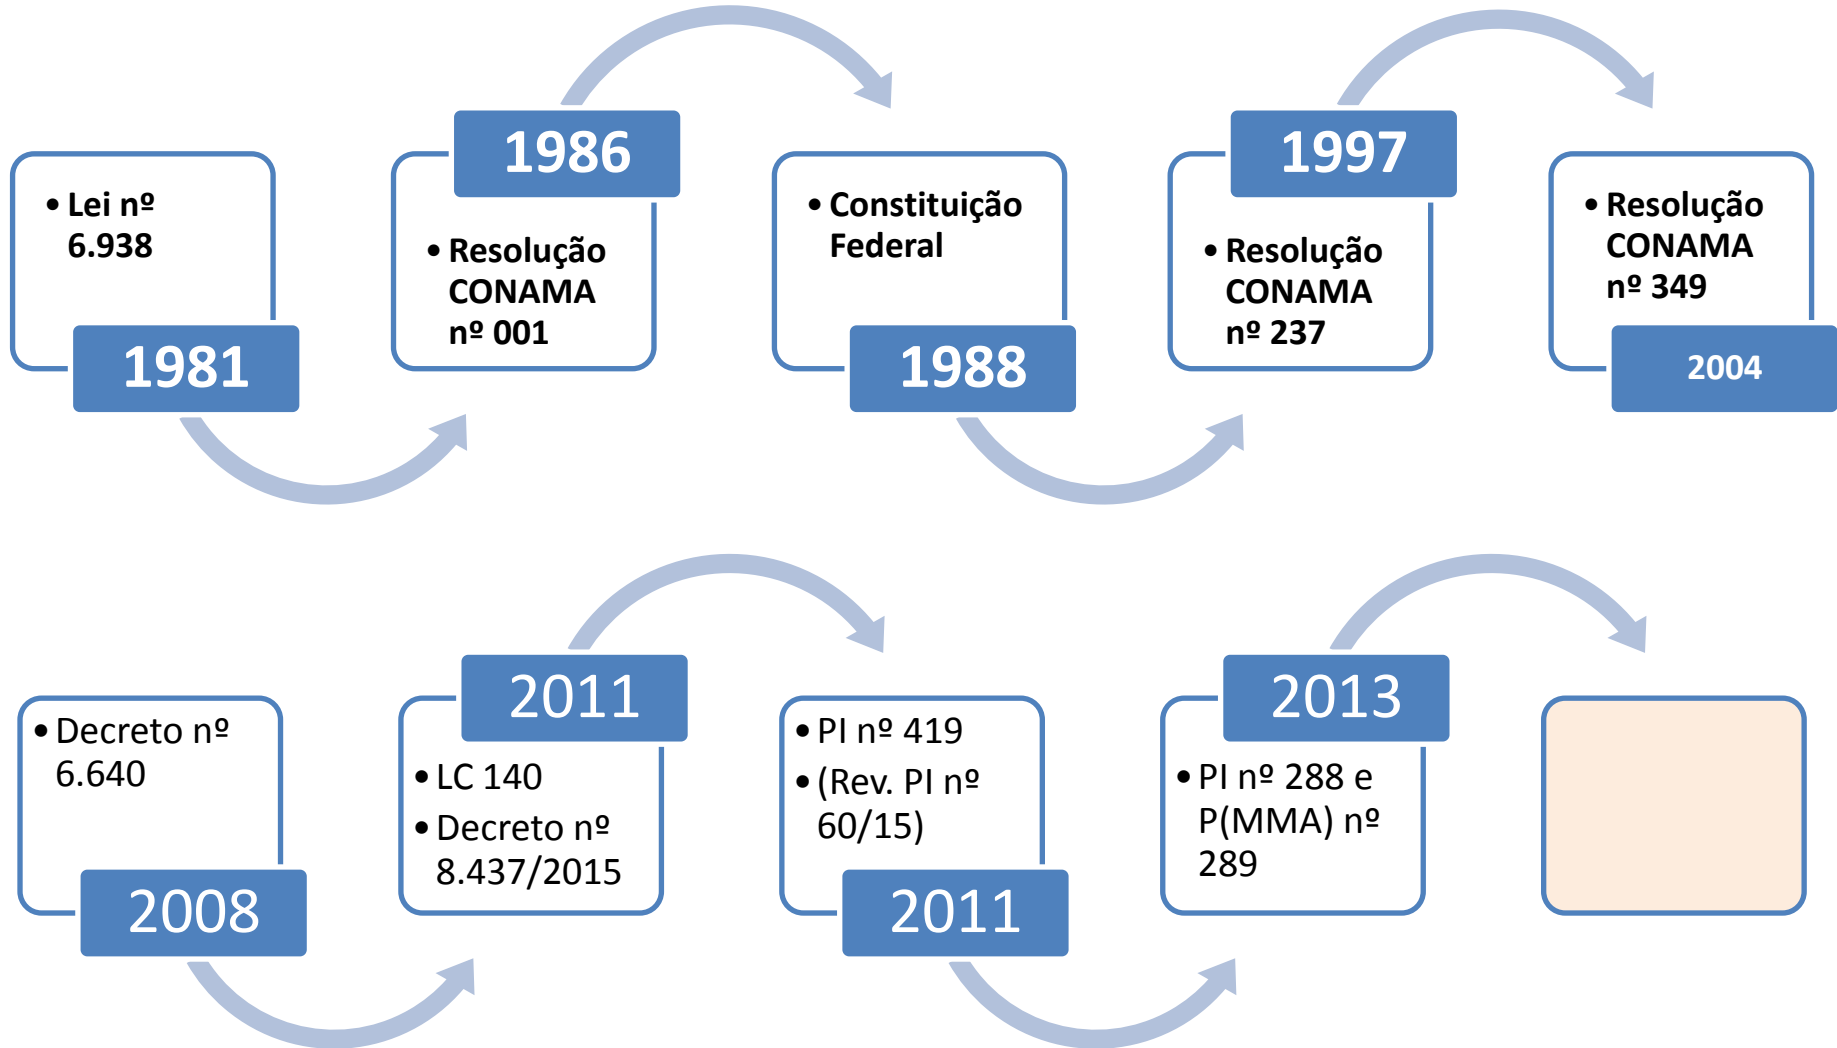 • Lei nº
6.938
1981
1986
• Resolução
CONAMA
nº 001
• Constituição
Federal
1988
1997
• Resolução
CONAMA
nº 237
• Resolução
CONAMA
nº 349
2004
• Decreto nº
6.640
2008
2011
• LC 140
• Decreto nº
8.437/2015
• PI nº 419
• (Rev. PI nº
60/15)
2011
2013
• PI nº 288 e
P(MMA) nº
289